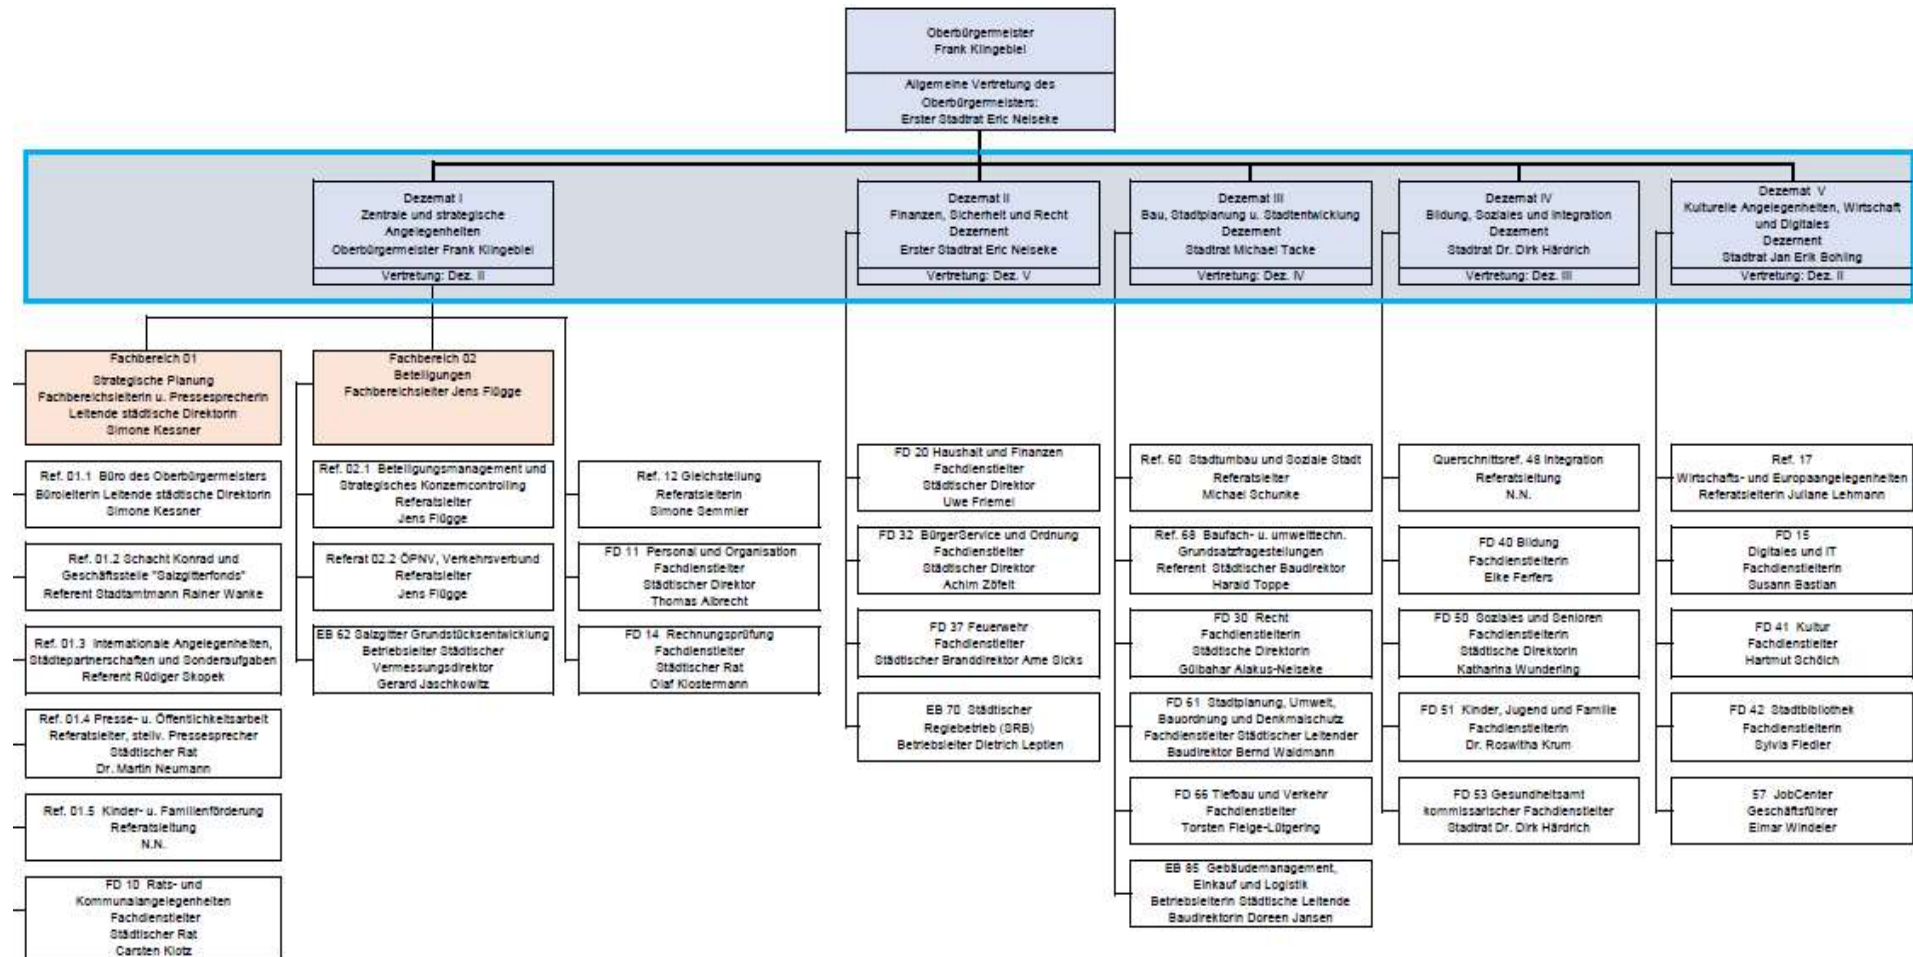 Oberbürgermeister
Frank Klingebiel
Allgemeine Vertretung des
Oberbürgermeisters:
Erster Stadtrat Eric Neiseke
Dezernat I
Zentrale und strategische
Angelegenheiten
Oberbürgermeister Frank Klingebiel
Vertretung: Dez. II
Dezernat II
Finanzen, Sicherheit und Recht
Dezernent
Erster Stadtrat Eric Neiseke
Vertretung: Dez. V
Dezernat III
Bau, Stadtplanung u. Stadtentwicklung
Dezernent
Stadtrat Michael Tacke
Vertretung: Dez. IV
Dezernat IV
Bildung, Soziales und Integration
Dezernent
Stadtrat Dr. Dirk Härdrich
Vertretung: Dez. III
Dezernat V
Kulturelle Angelegenheiten, Wirtschaft
und Digitales
Dezernent
Stadtrat Jan Erik Bohling
Vertretung: Dez. II
Fachbereich 01
Strategische Planung
Fachbereichsleiterin u. Pressesprecherin
Leitende städtische Direktorin
Simone Kessner
Ref. 01.1 Büro des Oberbürgermeisters
Büroleiterin Leitende städtische Direktorin
Simone Kessner
Ref. 01.2 Schacht Konrad und
Geschäftsstelle "Salzgitterfonds"
Referent Stadtamtmann Rainer Wanke
Ref. 01.3 Internationale Angelegenheiten,
Städtepartnerschaften und Sonderaufgaben
Referent Rüdiger Skopek
Ref. 01.4 Presse- u. Öffentlichkeitsarbeit
Referatsleiter, stellv. Pressesprecher
Städtischer Rat
Dr. Martin Neumann
Ref. 01.5 Kinder- u. Familienförderung
Referatsleitung
N.N.
FD 10 Rats- und
Kommunalangelegenheiten
Fachdienstleiter
Städtischer Rat
Carsten Klotz
Fachbereich 02
Beteiligungen
Fachbereichsleiter Jens Flügge
Ref. 02.1 Beteiligungsmanagement und
Strategisches Konzerncontrolling
Referatsleiter
Jens Flügge
Referat 02.2 ÖPNV, Verkehrsverbund
Referatsleiter
Jens Flügge
EB 62 Salzgitter Grundstücksentwicklung
Betriebsleiter Städtischer
Vermessungsdirektor
Gerard Jaschkowitz
Ref. 12 Gleichstellung
Referatsleiterin
Simone Semmler
FD 11 Personal und Organisation
Fachdienstleiter
Städtischer Direktor
Thomas Albrecht
FD 14 Rechnungsprüfung
Fachdienstleiter
Städtischer Rat
Olaf Klostermann
FD 20 Haushalt und Finanzen
Fachdienstleiter
Städtischer Direktor
Uwe Friemel
FD 32 BürgerService und Ordnung
Fachdienstleiter
Städtischer Direktor
Achim Zöfelt
FD 37 Feuerwehr
Fachdienstleiter
Städtischer Branddirektor Arne Sicks
EB 70 Städtischer
Regiebetrieb (SRB)
Betriebsleiter Dietrich Leptien
Ref. 60 Stadtumbau und Soziale Stadt
Referatsleiter
Michael Schunke
Ref. 68 Baufach- u. umwelttechn.
Grundsatzfragestellungen
Referent Städtischer Baudirektor
Harald Toppe
FD 30 Recht
Fachdienstleiterin
Städtische Direktorin
Gülbahar Alakus-Neiseke
FD 61 Stadtplanung, Umwelt,
Bauordnung und Denkmalschutz
Fachdienstleiter Städtischer Leitender
Baudirektor Bernd Waldmann
FD 66 Tiefbau und Verkehr
Fachdienstleiter
Torsten Fleige-Lütgering
EB 85 Gebäudemanagement,
Einkauf und Logistik
Betriebsleiterin Städtische Leitende
Baudirektorin Doreen Jansen
Querschnittsref. 48 Integration
Referatsleitung
N.N.
FD 40 Bildung
Fachdienstleiterin
Elke Ferfers
FD 50 Soziales und Senioren
Fachdienstleiterin
Städtische Direktorin
Katharina Wunderling
FD 51 Kinder, Jugend und Familie
Fachdienstleiterin
Dr. Roswitha Krum
FD 53 Gesundheitsamt
kommissarischer Fachdienstleiter
Stadtrat Dr. Dirk Härdrich
Ref. 17
Wirtschafts- und Europaangelegenheiten
Referatsleiterin Juliane Lehmann
FD 15
Digitales und IT
Fachdienstleiterin
Susann Bastian
FD 41 Kultur
Fachdienstleiter
Hartmut Schölch
FD 42 Stadtbibliothek
Fachdienstleiterin
Sylvia Fiedler
57 JobCenter
Geschäftsführer
Elmar Windeler